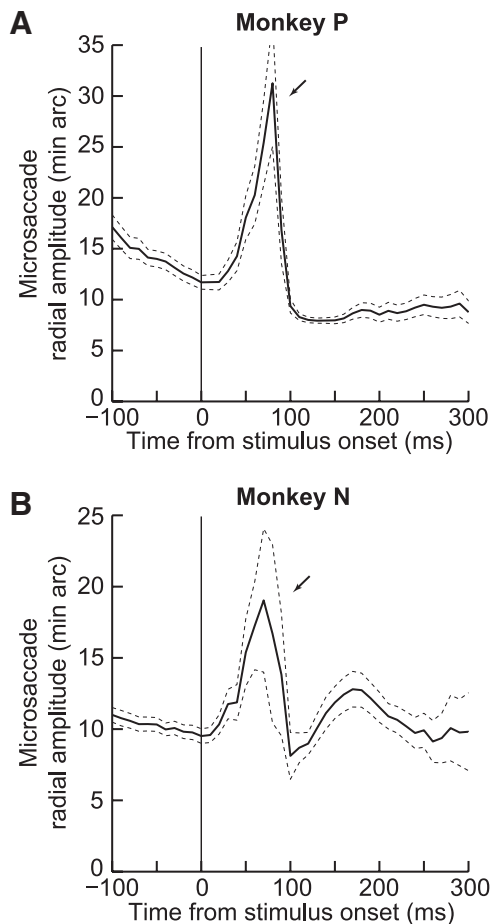 A
Monkey P
Microsaccade
radial amplitude (min arc)
35
30
25
20
15
10
5
0
−100 0 100 200 300
Time from stimulus onset (ms)
B
Monkey N
Microsaccade
radial amplitude (min arc)
25
20
15
10
5
0
−100 0 100 200 300
Time from stimulus onset (ms)